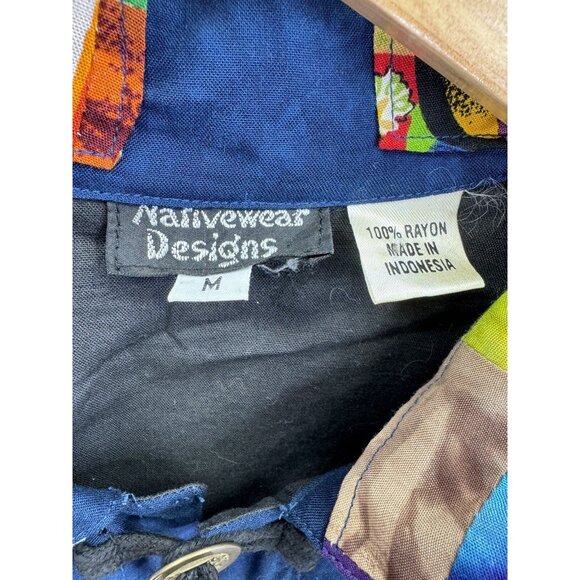 Nativewear
Designs
M
100% RAYON
MADE IN
INDONESIA